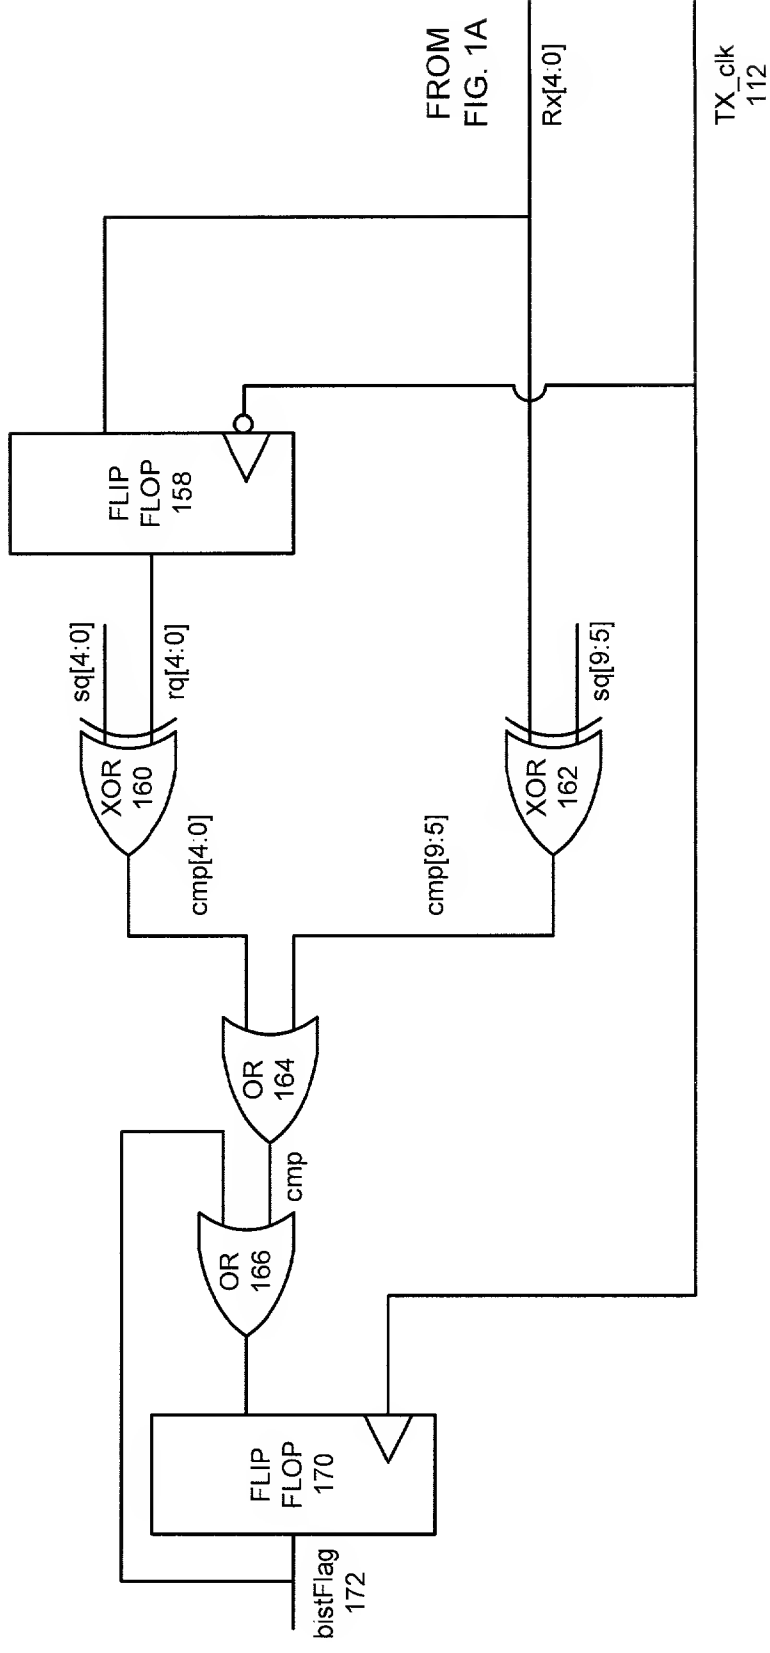 FROM
FIG. 1A
Rx[4:0]
TX_clk
112
FLIP
FLOP
158
sq[4:0]
rq[4:0]
XOR
160
cmp[4:0]
sq[9:5]
XOR
162
cmp[9:5]
OR
164
cmp
OR
166
FLIP
FLOP
170
bistFlag
172